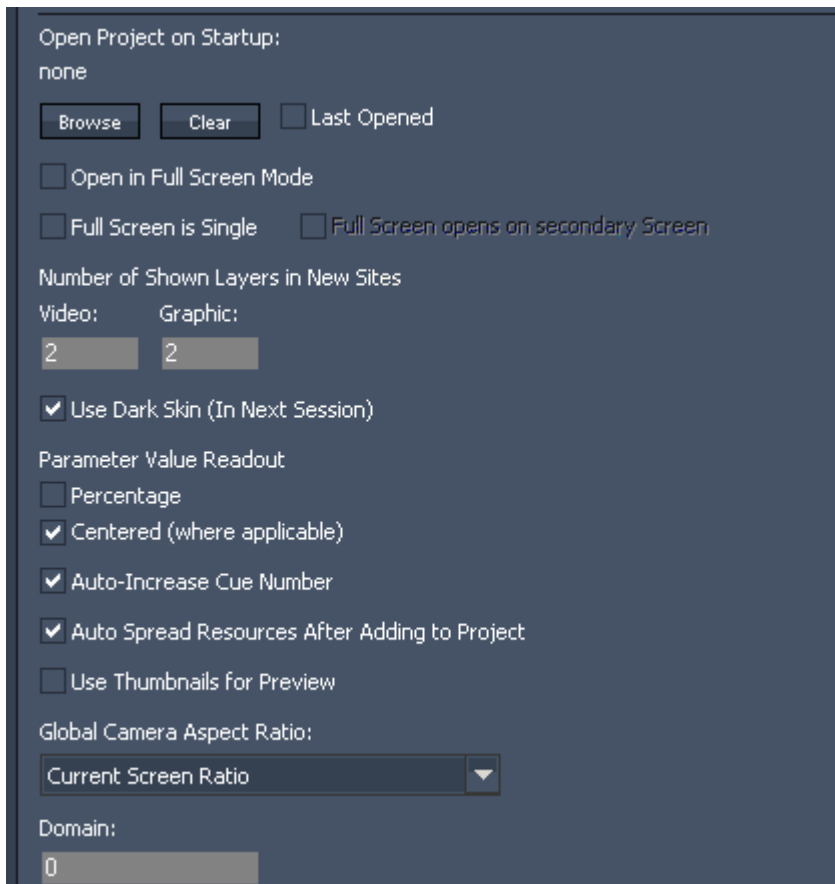 Open Project on Startup:
none
Browse Clear Last Opened
Open in Full Screen Mode
Full Screen is Single Full Screen opens on secondary Screen
Number of Shown Layers in New Sites
Video: Graphic:
2 2
Use Dark Skin (In Next Session)
Parameter Value Readout
Percentage
Centered (where applicable)
Auto-Increase Cue Number
Auto Spread Resources After Adding to Project
Use Thumbnails for Preview
Global Camera Aspect Ratio:
Current Screen Ratio
Domain:
0